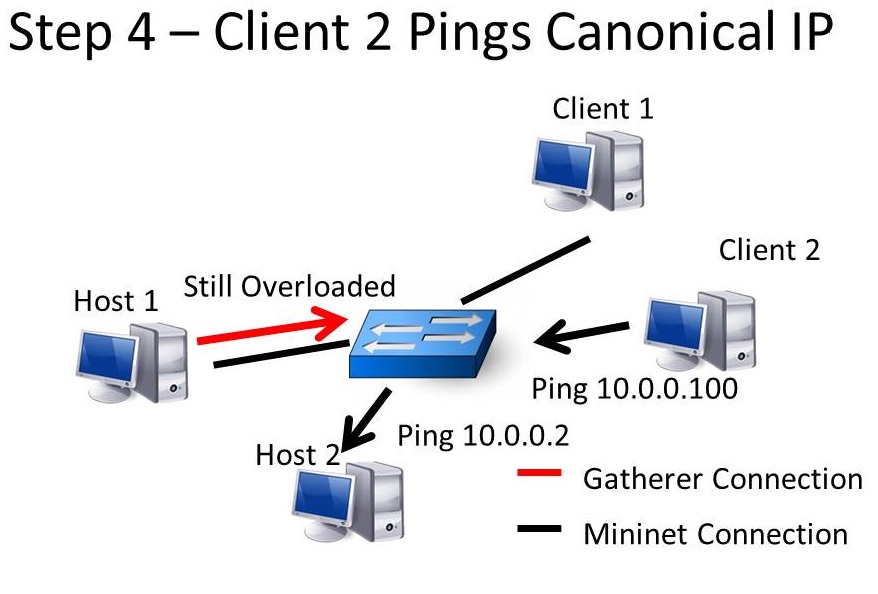 Step 4 – Client 2 Pings Canonical IP
Client 1
Client 2
Still Overloaded
Host 1
Ping 10.0.0.100
Ping 10.0.0.2
Host 2
Gatherer Connection
Mininet Connection